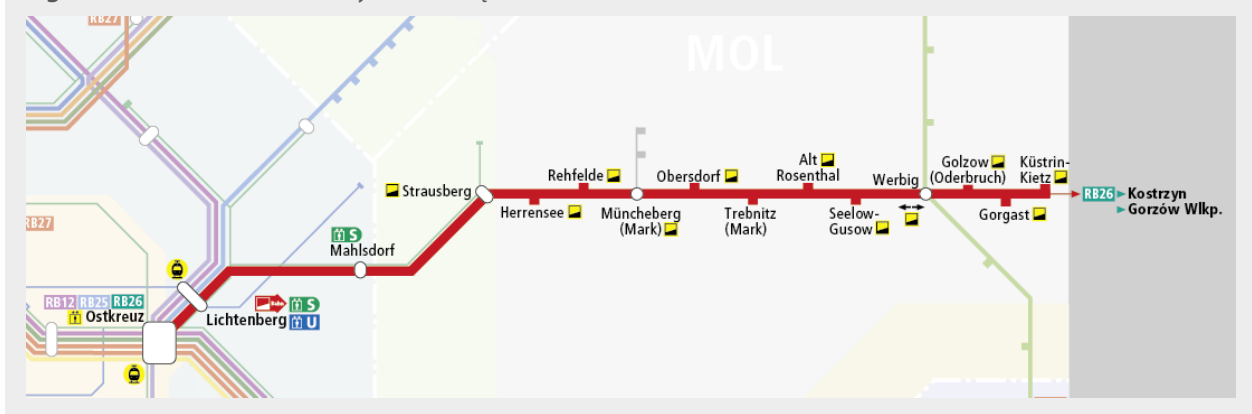 RB27
MOL
Alt
Rosenthal
Golzow
(Oderbruch)
Küstrin-
Kietz
Rehfelde
Obersdorf
Werbig
Strausberg
RB26 Kostrzyn
Gorzów Wlkp.
Herrensee
Müncheberg
(Mark)
Trebnitz
(Mark)
Seelow-
Gusow
Gorgast
RB27
S
Mahlsdorf
RB12 RB25 RB26
Ostkreuz
Lichtenberg
S
U